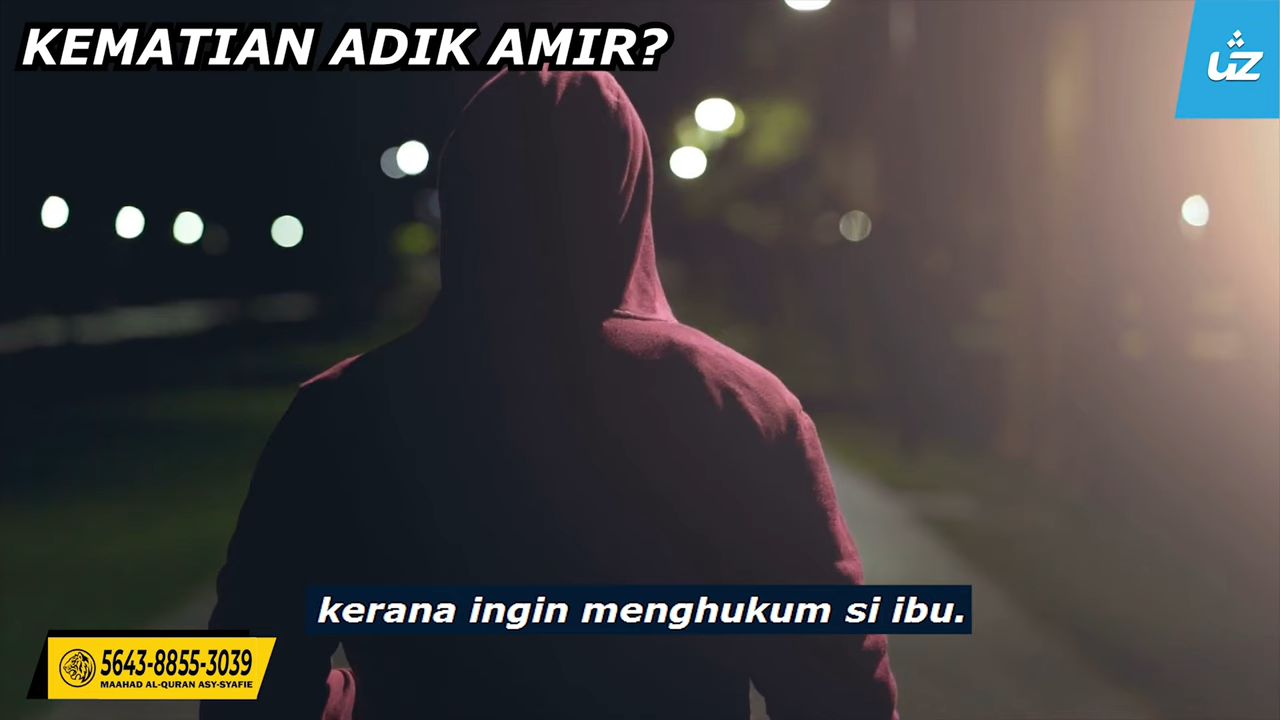 KEMATIAN ADIK AMIR?
kerana ingin menghukum si ibu.
5643-8855-3039
MAAHAD AL-QURAN ASY-SYAFIE